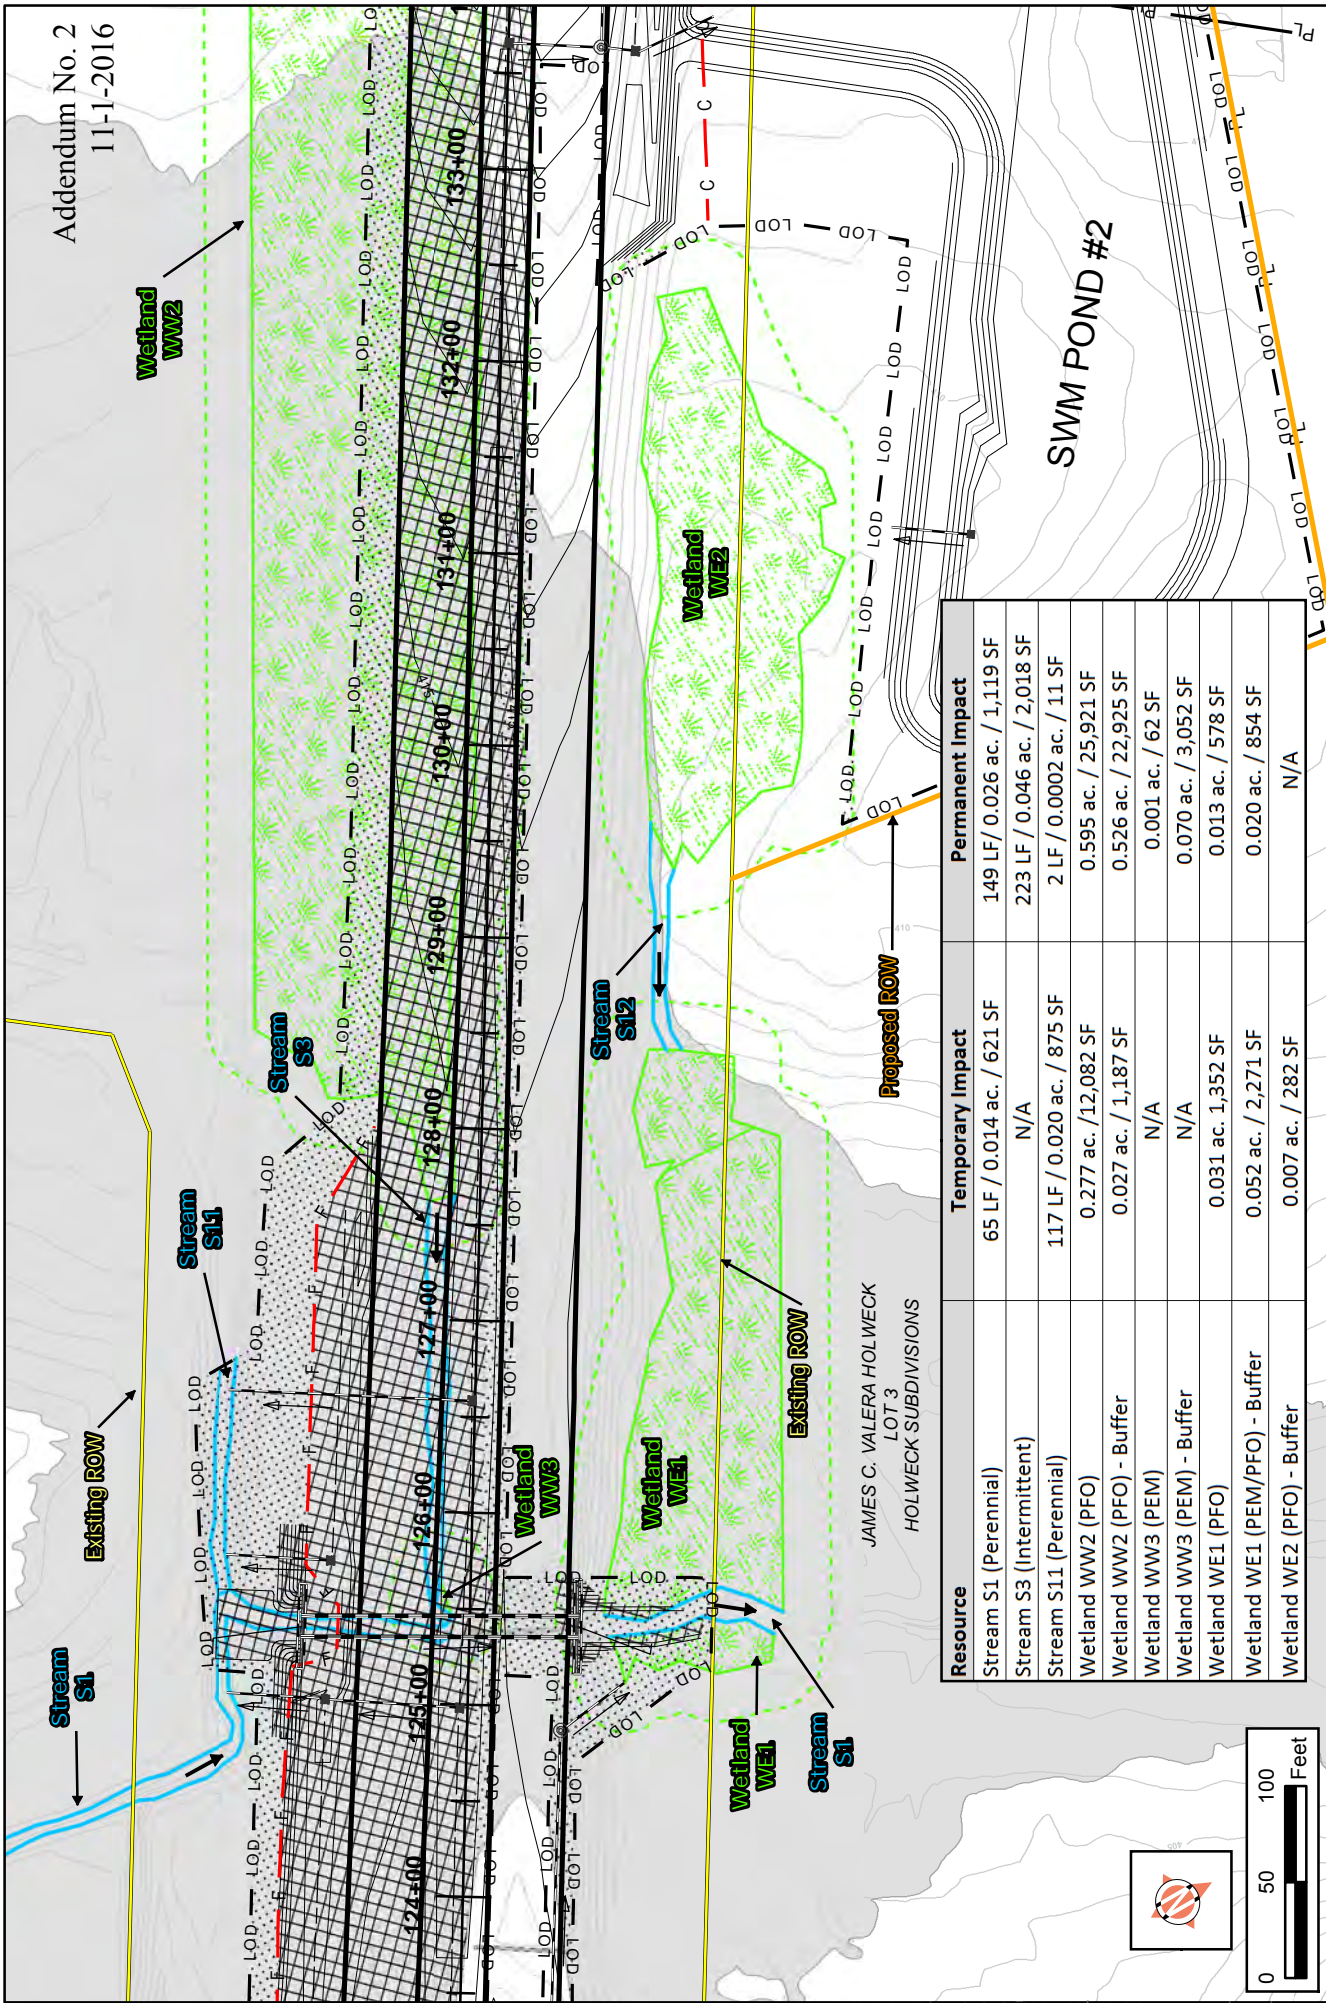 Addendum No. 2
11-1-2016
Wetland
WW2
Stream
S3
Stream
S11
Existing ROW
Stream
S1
LOD
124+00
125+00
126+00
127+00
128+00
129+00
130+00
131+00
132+00
133+00
F
C
C
Wetland
WW3
Stream
S12
Wetland
WE2
Wetland
WE1
Existing ROW
Wetland
WE1
Stream
S1
Proposed ROW
410
405
SWM POND #2
PL
JAMES C. VALERA HOLWECK
LOT 3
HOLWECK SUBDIVISIONS
Resource Temporary Impact Permanent Impact
Stream S1 (Perennial) 65 LF / 0.014 ac. / 621 SF 149 LF/ 0.026 ac. / 1,119 SF
Stream S3 (Intermittent) N/A 223 LF / 0.046 ac. / 2,018 SF
Stream S11 (Perennial) 117 LF / 0.020 ac. / 875 SF 2 LF / 0.0002 ac. / 11 SF
Wetland WW2 (PFO) 0.277 ac. /12,082 SF 0.595 ac. / 25,921 SF
Wetland WW2 (PFO) - Buffer 0.027 ac. / 1,187 SF 0.526 ac. / 22,925 SF
Wetland WW3 (PEM) N/A 0.001 ac. / 62 SF
Wetland WW3 (PEM) - Buffer N/A 0.070 ac. / 3,052 SF
Wetland WE1 (PFO) 0.031 ac. 1,352 SF 0.013 ac. / 578 SF
Wetland WE1 (PEM/PFO) - Buffer 0.052 ac. / 2,271 SF 0.020 ac. / 854 SF
Wetland WE2 (PFO) - Buffer 0.007 ac. / 282 SF N/A
0 50 100
Feet
N